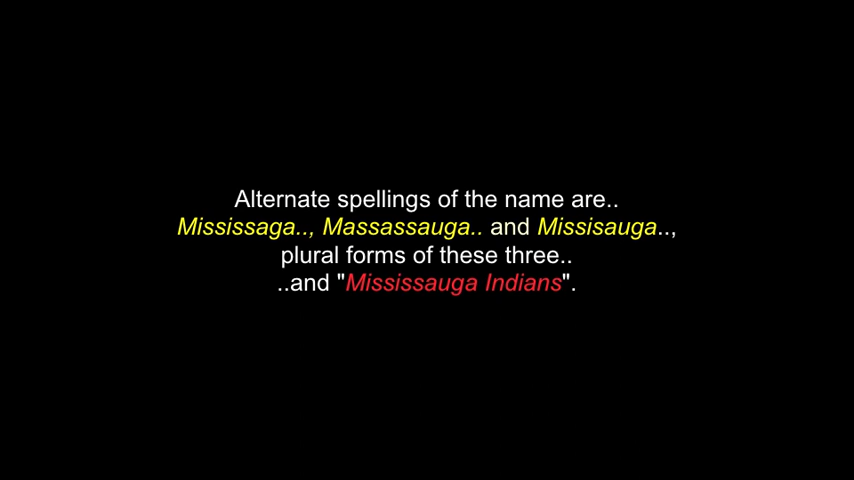 Alternate spellings of the name are..
Mississaga.., Massassauga.. and Missisauga..,
plural forms of these three..
..and "Mississauga Indians".